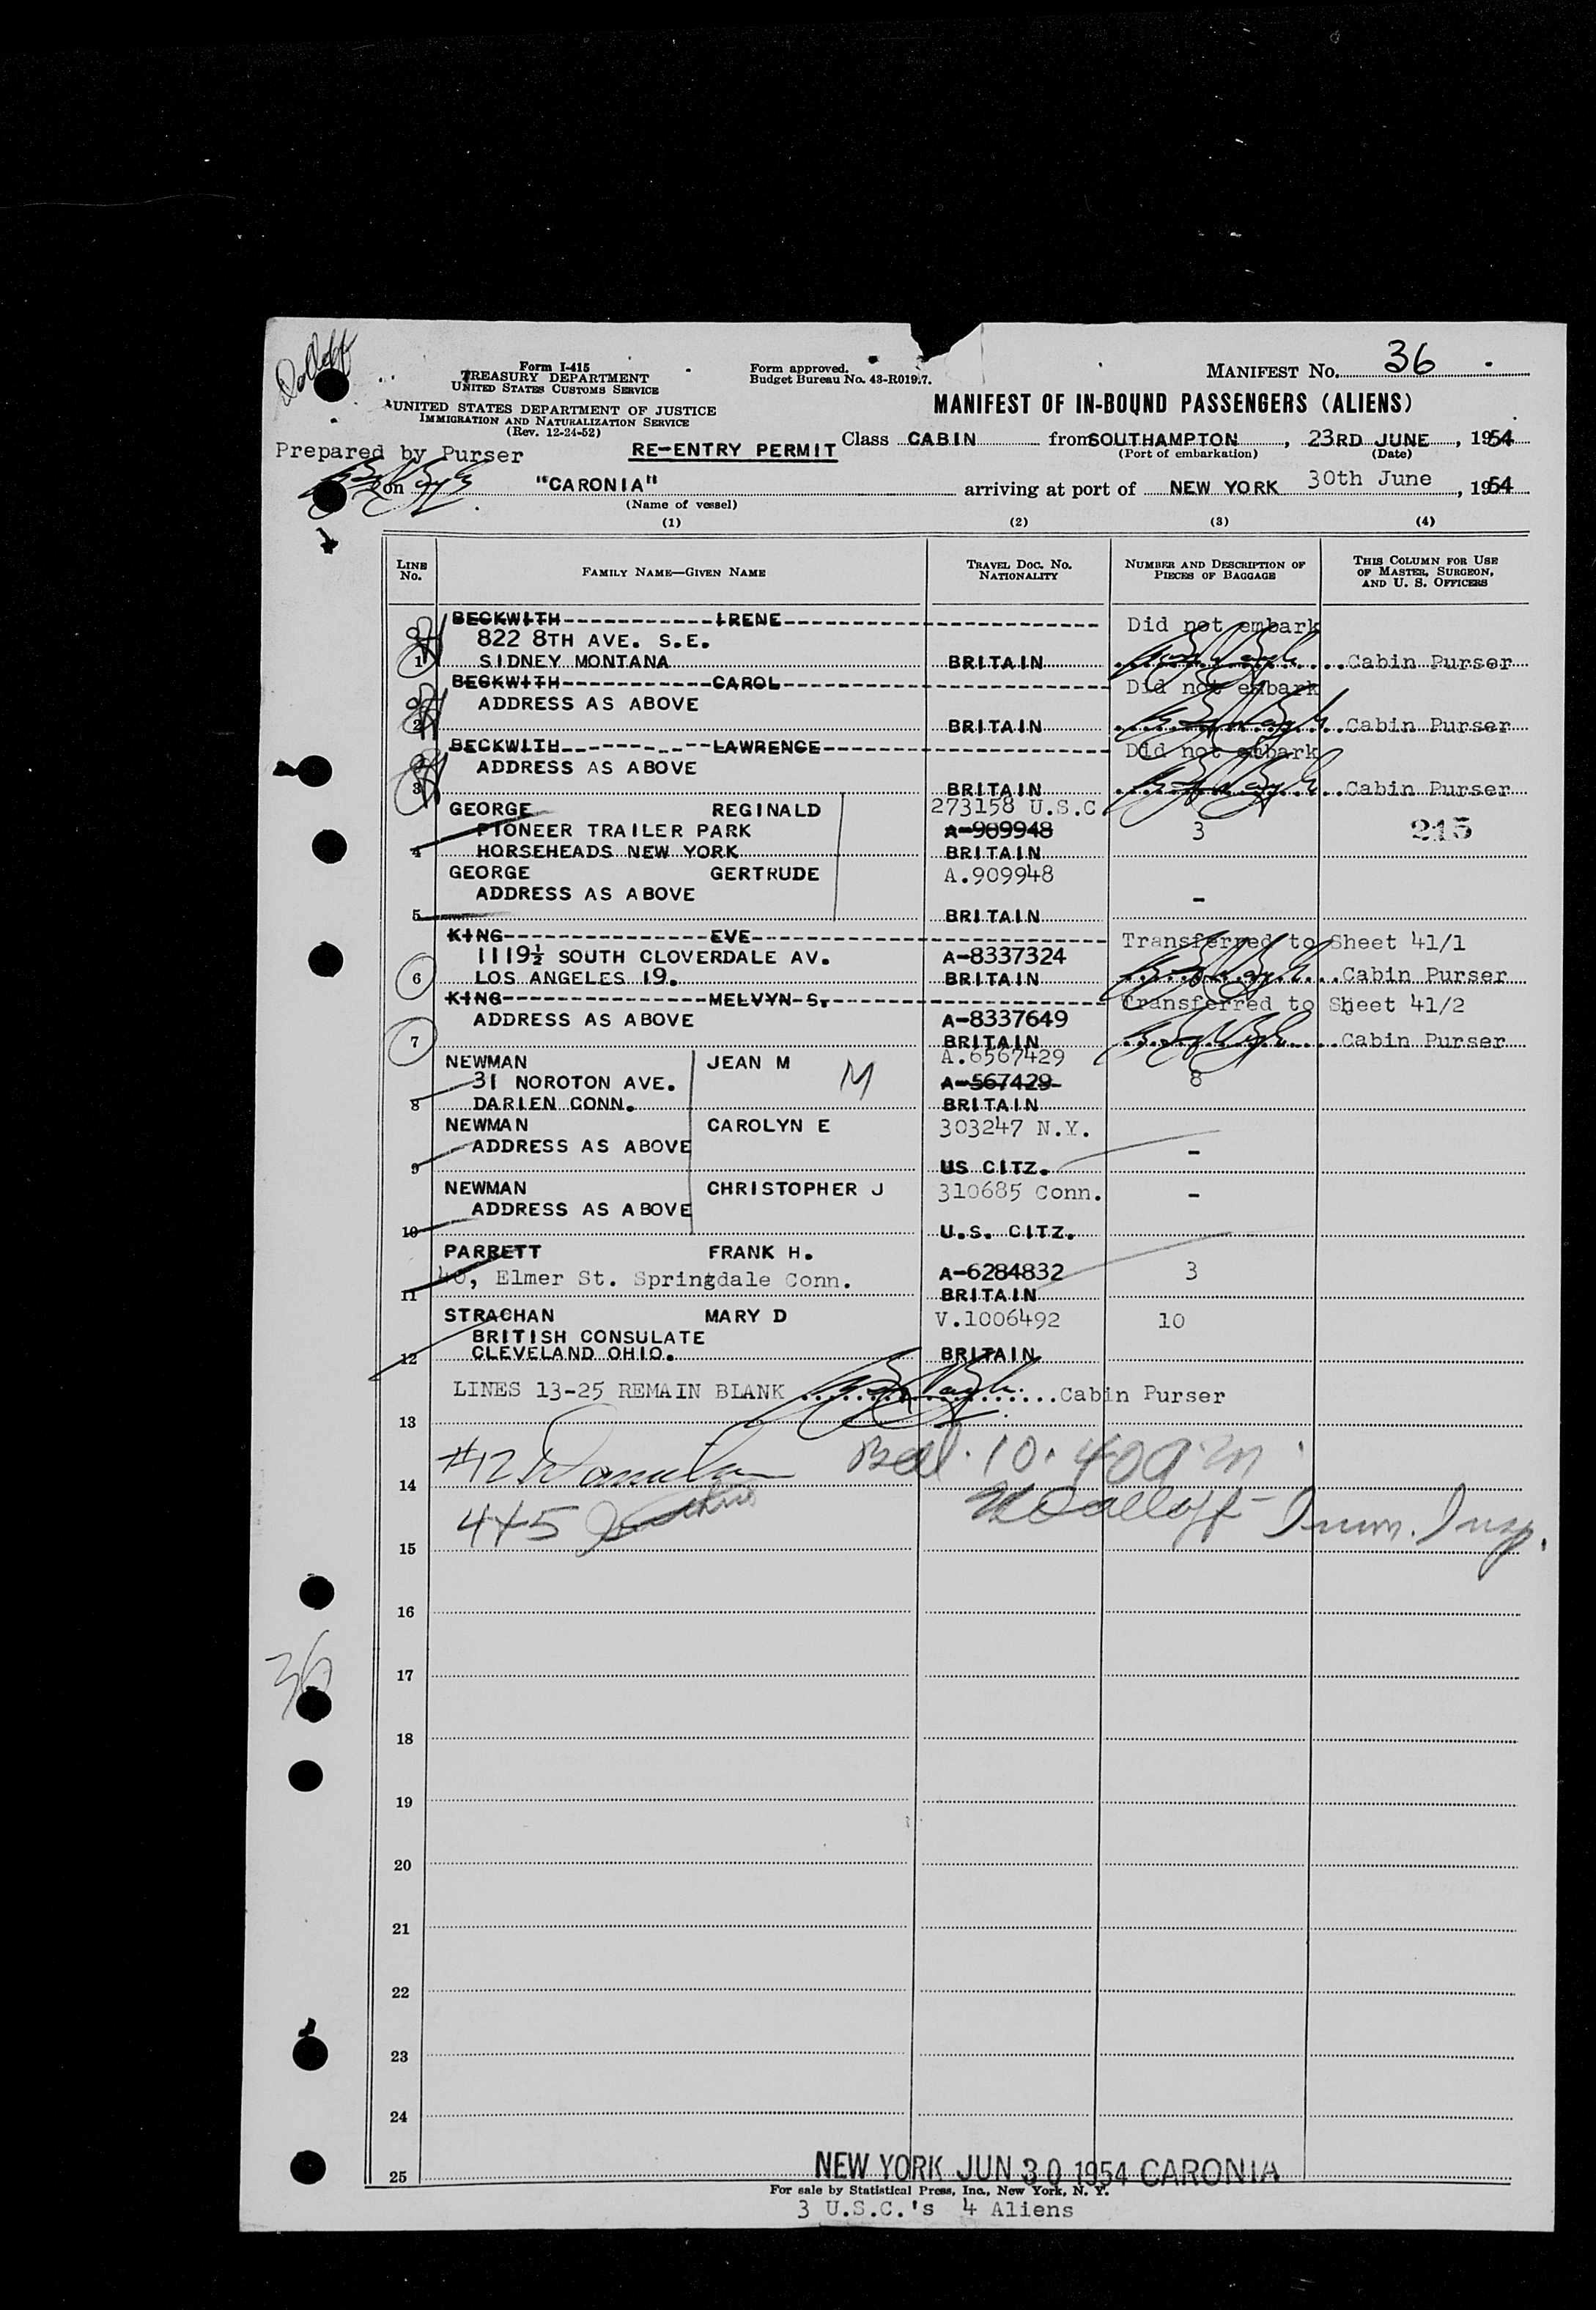 Form I-415
TREASURY DEPARTMENT
UNITED STATES CUSTOMS SERVICE
UNITED STATES DEPARTMENT OF JUSTICE
IMMIGRATION AND NATURALIZATION SERVICE
(Rev. 12-24-52)
Form approved.
Budget Bureau No. 43-R019.7.
MANIFEST No. 36
MANIFEST OF IN-BOUND PASSENGERS (ALIENS)
Prepared by Purser
RE-ENTRY PERMIT Class CABIN from SOUTHAMPTON, 23RD JUNE, 1954
(Port of embarkation) (Date)
on "CARONIA" arriving at port of NEW YORK 30th June, 1954
(Name of vessel)
(1) (2) (3) (4)
LINE No. FAMILY NAME—GIVEN NAME TRAVEL DOC. NO. NATIONALITY NUMBER AND DESCRIPTION OF PIECES OF BAGGAGE THIS COLUMN FOR USE OF MASTER, SURGEON, AND U. S. OFFICERS
BECKWITH IRENE Did not embark
822 8TH AVE. S.E.
1 SIDNEY MONTANA BRITAIN Cabin Purser
BECKWITH CAROL Did not embark
ADDRESS AS ABOVE
2 BRITAIN Cabin Purser
BECKWITH LAWRENCE Did not embark
ADDRESS AS ABOVE
3 BRITAIN Cabin Purser
GEORGE REGINALD 273158 U.S.C.
PIONEER TRAILER PARK A-909948 3 215
4 HORSEHEADS NEW YORK BRITAIN
GEORGE GERTRUDE A.909948
ADDRESS AS ABOVE -
5 BRITAIN
KING EVE Transferred to Sheet 41/1
1119½ SOUTH CLOVERDALE AV. A-8337324
6 LOS ANGELES 19. BRITAIN Cabin Purser
KING MELVYN S. Transferred to Sheet 41/2
ADDRESS AS ABOVE A-8337649
7 BRITAIN Cabin Purser
NEWMAN JEAN M M A.6567429
31 NOROTON AVE. A-567429 8
8 DARIEN CONN. BRITAIN
NEWMAN CAROLYN E 303247 N.Y.
ADDRESS AS ABOVE -
9 US CITZ.
NEWMAN CHRISTOPHER J 310685 Conn. -
ADDRESS AS ABOVE
10 U.S. CITZ.
PARRETT FRANK H.
40, Elmer St. Springdale Conn. A-6284832 3
11 BRITAIN
STRACHAN MARY D V.1006492 10
BRITISH CONSULATE
12 CLEVELAND OHIO. BRITAIN
LINES 13-25 REMAIN BLANK Cabin Purser
13
#12 Bal. 10.40 a.m.
14
4+5 Imm. Insp.
15
16
36
17
18
19
20
21
22
23
24
25 NEW YORK JUN 30 1954 CARONIA
For sale by Statistical Press, Inc., New York, N. Y.
3 U.S.C.'s 4 Aliens